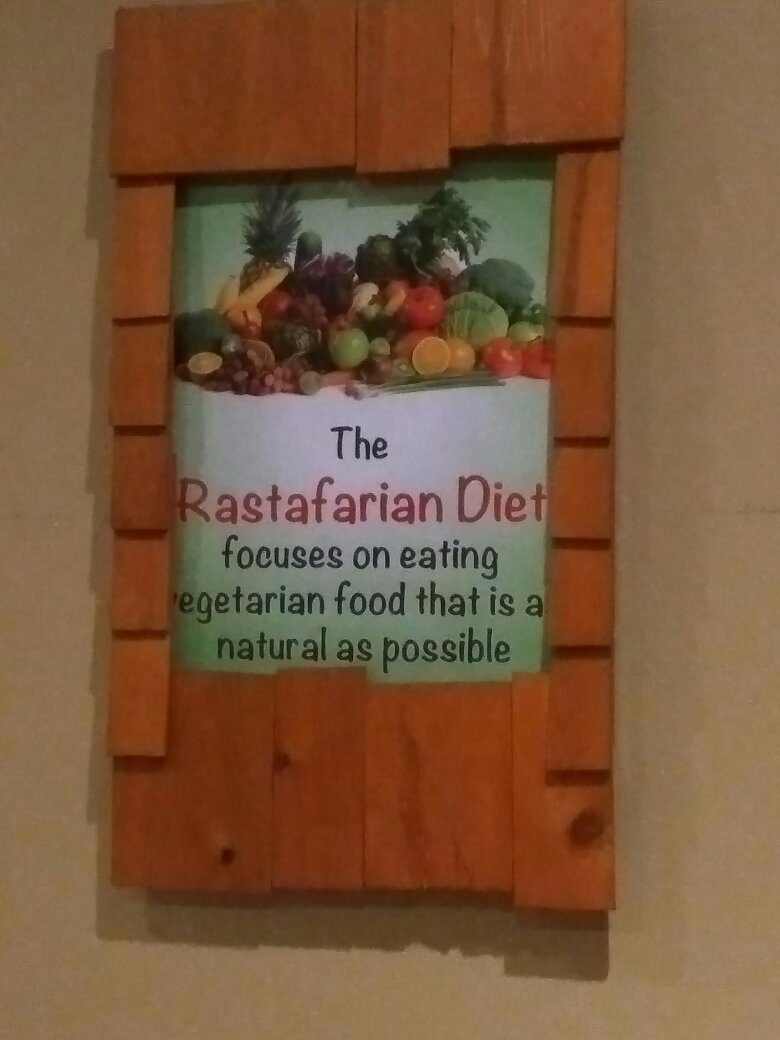 The
Rastafarian Diet
focuses on eating
egetarian food that is a
natural as possible